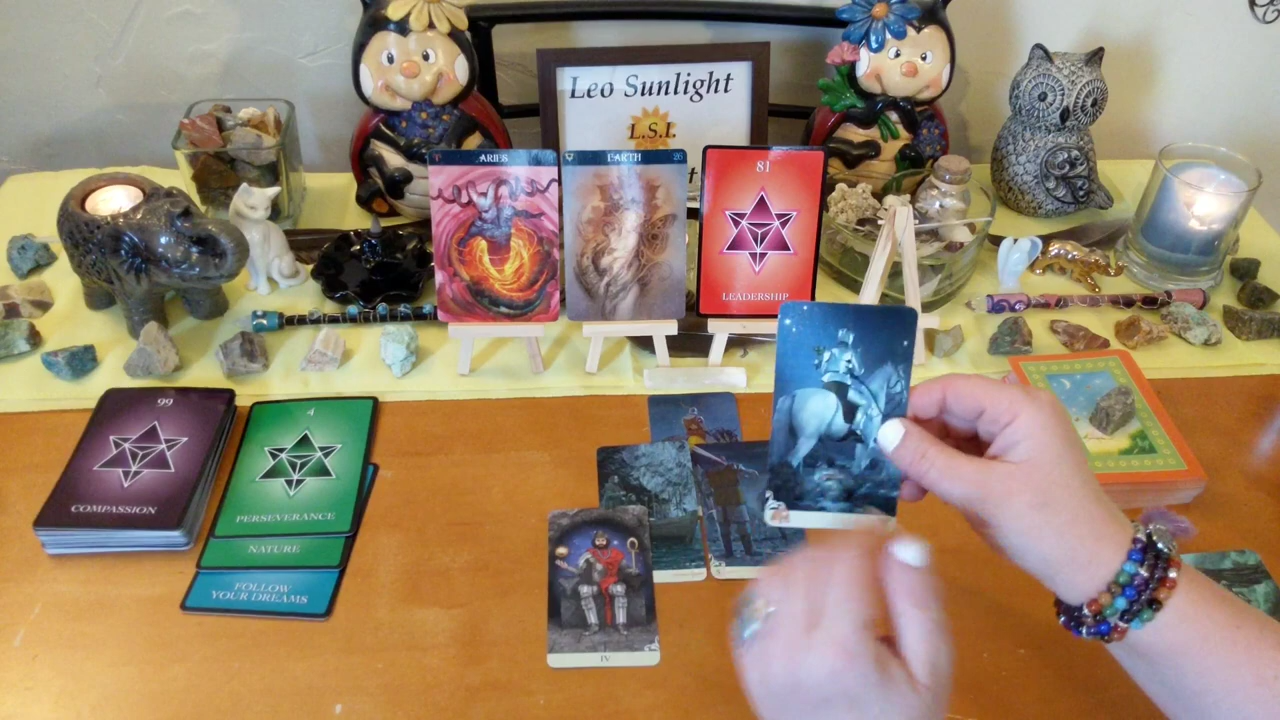 Leo Sunlight
L.S.I.
ARIES
EARTH
26
81
LEADERSHIP
99
COMPASSION
4
PERSEVERANCE
NATURE
FOLLOW
YOUR DREAMS
IV